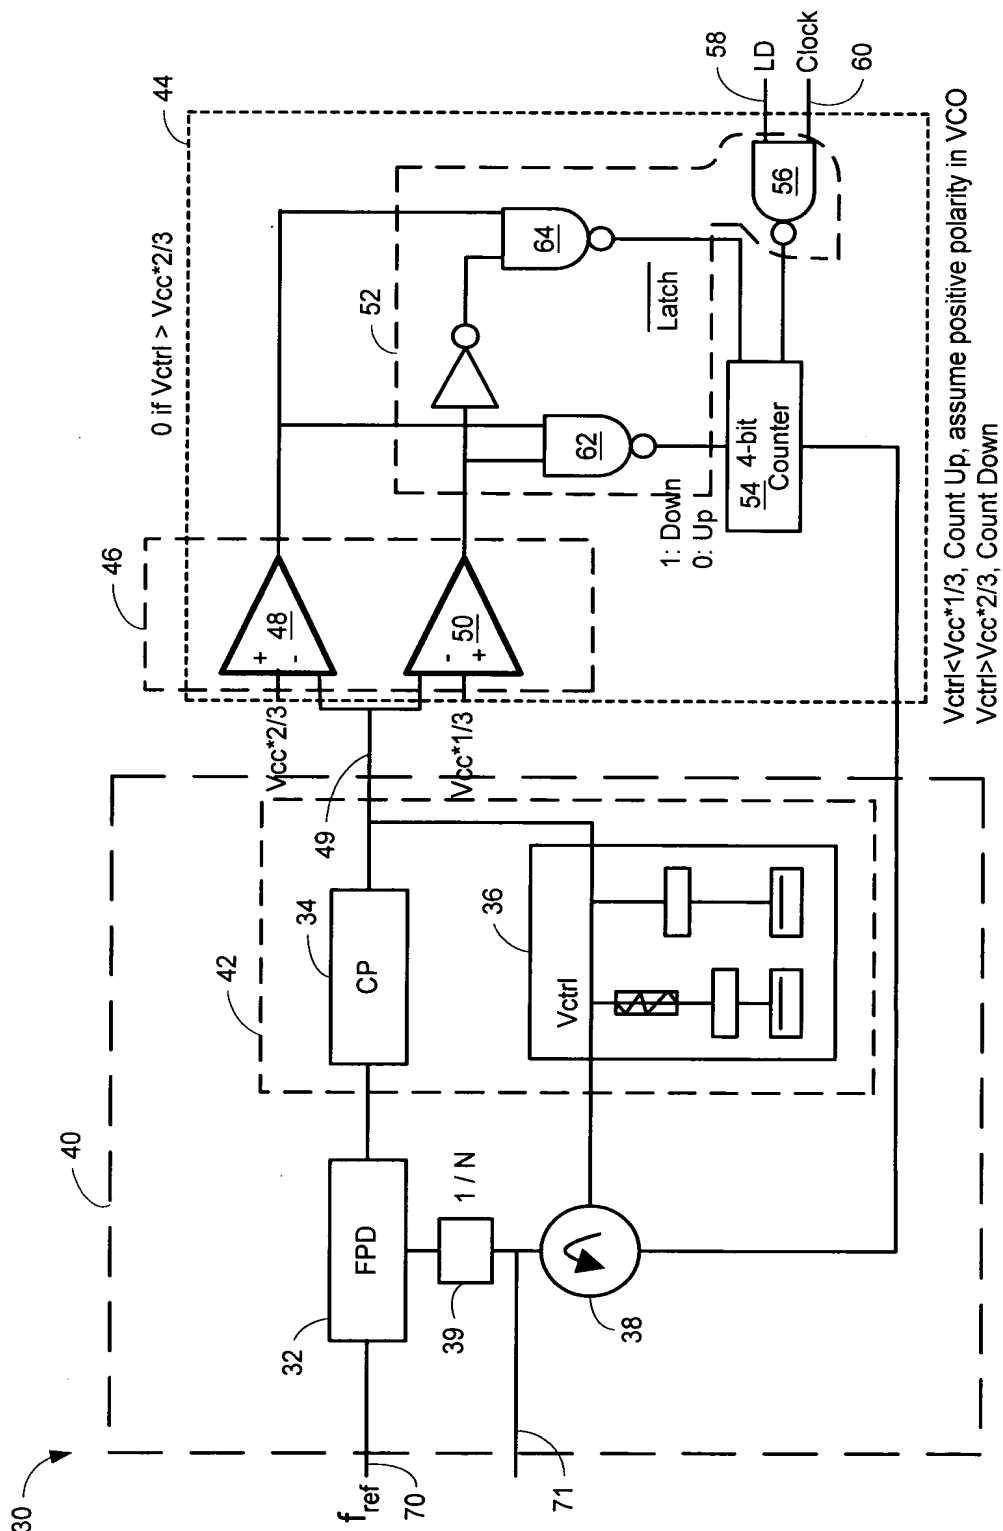 30
40
42
44
46
52
0 if Vctrl > Vcc*2/3
f ref
70
32
FPD
34
CP
49
Vcc*2/3
Vcc*1/3
+
-
48
-
+
50
64
62
Latch
1: Down
0: Up
54 4-bit
Counter
56
58
LD
Clock
60
39
1 / N
71
38
36
Vctrl
Vctrl<Vcc*1/3, Count Up, assume positive polarity in VCO
Vctrl>Vcc*2/3, Count Down